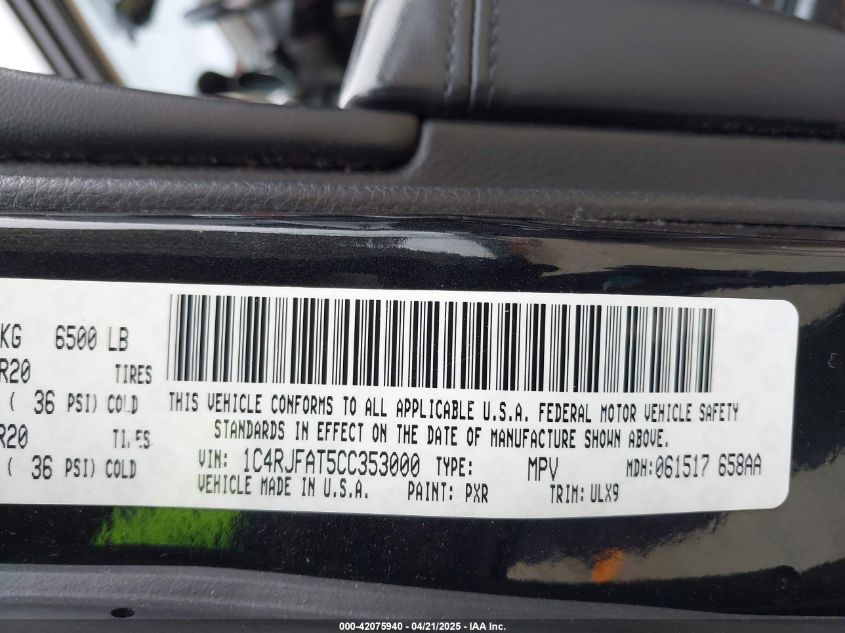 KG 6500 LB
R20 TIRES
( 36 PSI) COLD
R20 TIRES
( 36 PSI) COLD
THIS VEHICLE CONFORMS TO ALL APPLICABLE U.S.A. FEDERAL MOTOR VEHICLE SAFETY
STANDARDS IN EFFECT ON THE DATE OF MANUFACTURE SHOWN ABOVE.
VIN: 1C4RJFAT5CC353000 TYPE: MPV MDH:061517 658AA
VEHICLE MADE IN U.S.A. PAINT: PXR TRIM:ULX9
000-42075940 - 04/21/2025 - IAA Inc.